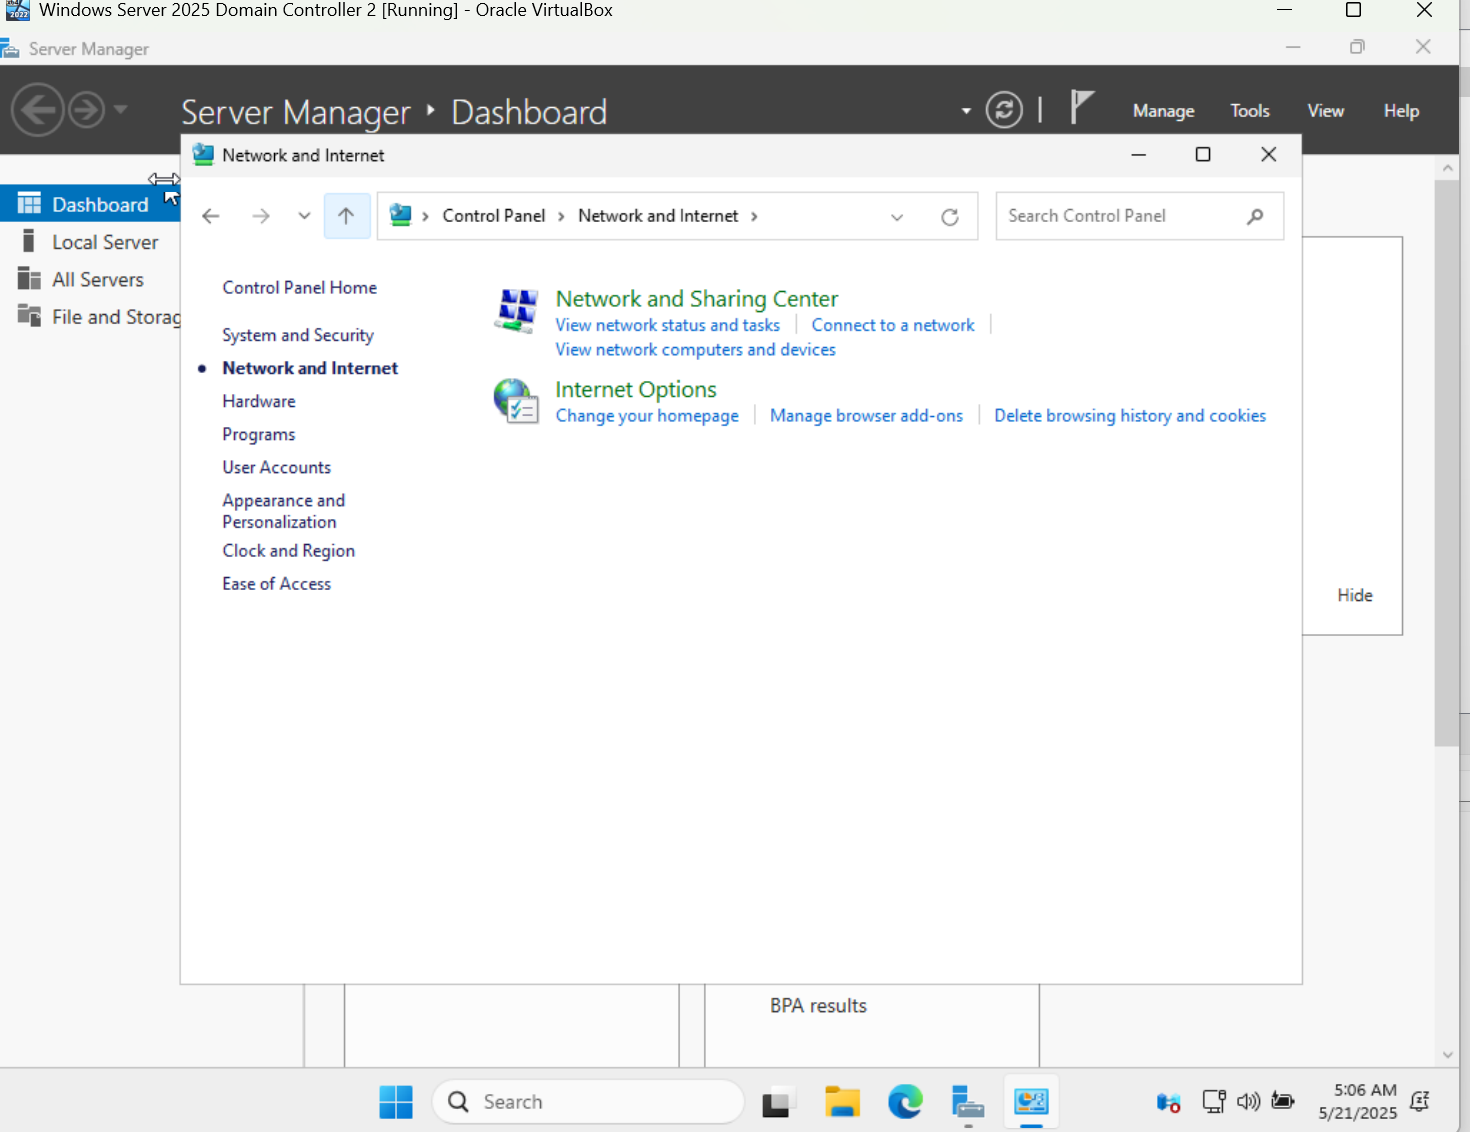 Windows Server 2025 Domain Controller 2 [Running] - Oracle VirtualBox
Server Manager
Server Manager Dashboard
Manage Tools View Help
Network and Internet
Dashboard
Local Server
All Servers
File and Storag
Control Panel > Network and Internet >
Search Control Panel
Control Panel Home
System and Security
Network and Internet
Hardware
Programs
User Accounts
Appearance and
Personalization
Clock and Region
Ease of Access
Network and Sharing Center
View network status and tasks
Connect to a network
View network computers and devices
Internet Options
Change your homepage
Manage browser add-ons
Delete browsing history and cookies
Hide
BPA results
Search
5:06 AM
5/21/2025